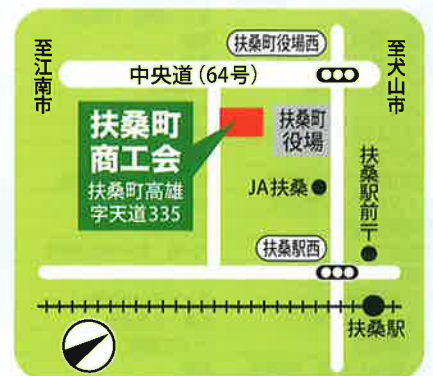 扶桑町役場西
至江南市
中央道(64号)
至犬山市
扶桑町
商工会
扶桑町高雄
字天道335
扶桑町
役場
JA扶桑
扶桑駅前〒
扶桑駅西
扶桑駅